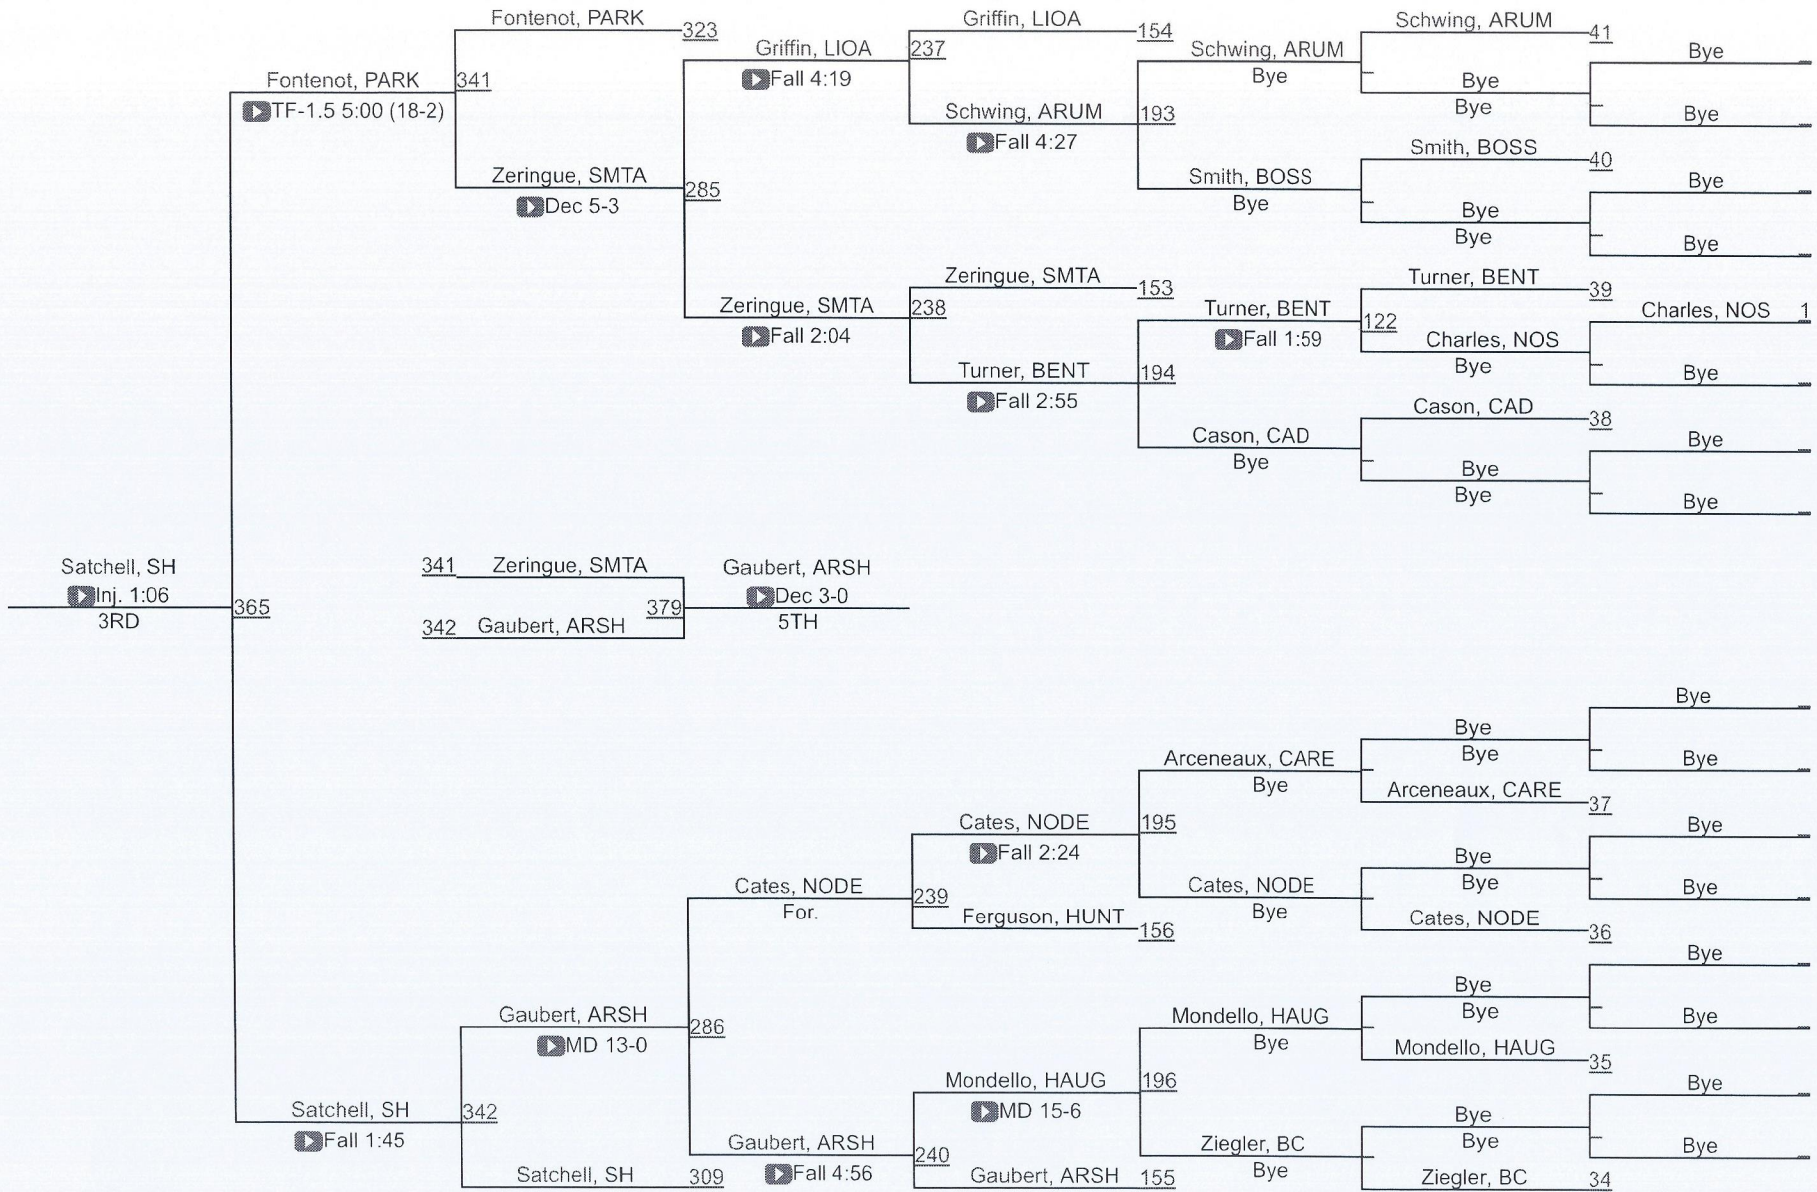 Fontenot, PARK
323
Griffin, LIOA
154
Schwing, ARUM
41
Bye
Griffin, LIOA
237
Schwing, ARUM
Bye
Fontenot, PARK
341
Fall 4:19
Bye
Bye
TF-1.5 5:00 (18-2)
Schwing, ARUM
193
Bye
Fall 4:27
Smith, BOSS
40
Zeringue, SMTA
285
Smith, BOSS
Bye
Dec 5-3
Bye
Bye
Bye
Bye
Zeringue, SMTA
153
Turner, BENT
39
Zeringue, SMTA
238
Turner, BENT
122
Charles, NOS
1
Fall 2:04
Fall 1:59
Charles, NOS
Bye
Turner, BENT
194
Bye
Fall 2:55
Cason, CAD
38
Cason, CAD
Bye
Bye
Bye
Bye
Bye
Satchell, SH
341
Zeringue, SMTA
Gaubert, ARSH
Inj. 1:06
365
379
Dec 3-0
3RD
342
Gaubert, ARSH
5TH
Bye
Bye
Arceneaux, CARE
Bye
Bye
Bye
Arceneaux, CARE
37
Cates, NODE
195
Bye
Fall 2:24
Bye
Cates, NODE
239
Cates, NODE
Bye
Bye
For.
Ferguson, HUNT
156
Bye
Cates, NODE
36
Bye
Gaubert, ARSH
286
Mondello, HAUG
Bye
MD 13-0
Bye
Bye
Bye
Mondello, HAUG
35
Mondello, HAUG
196
Bye
Satchell, SH
342
MD 15-6
Bye
Fall 1:45
Gaubert, ARSH
240
Ziegler, BC
Bye
Bye
Satchell, SH
309
Fall 4:56
Gaubert, ARSH
155
Bye
Ziegler, BC
34